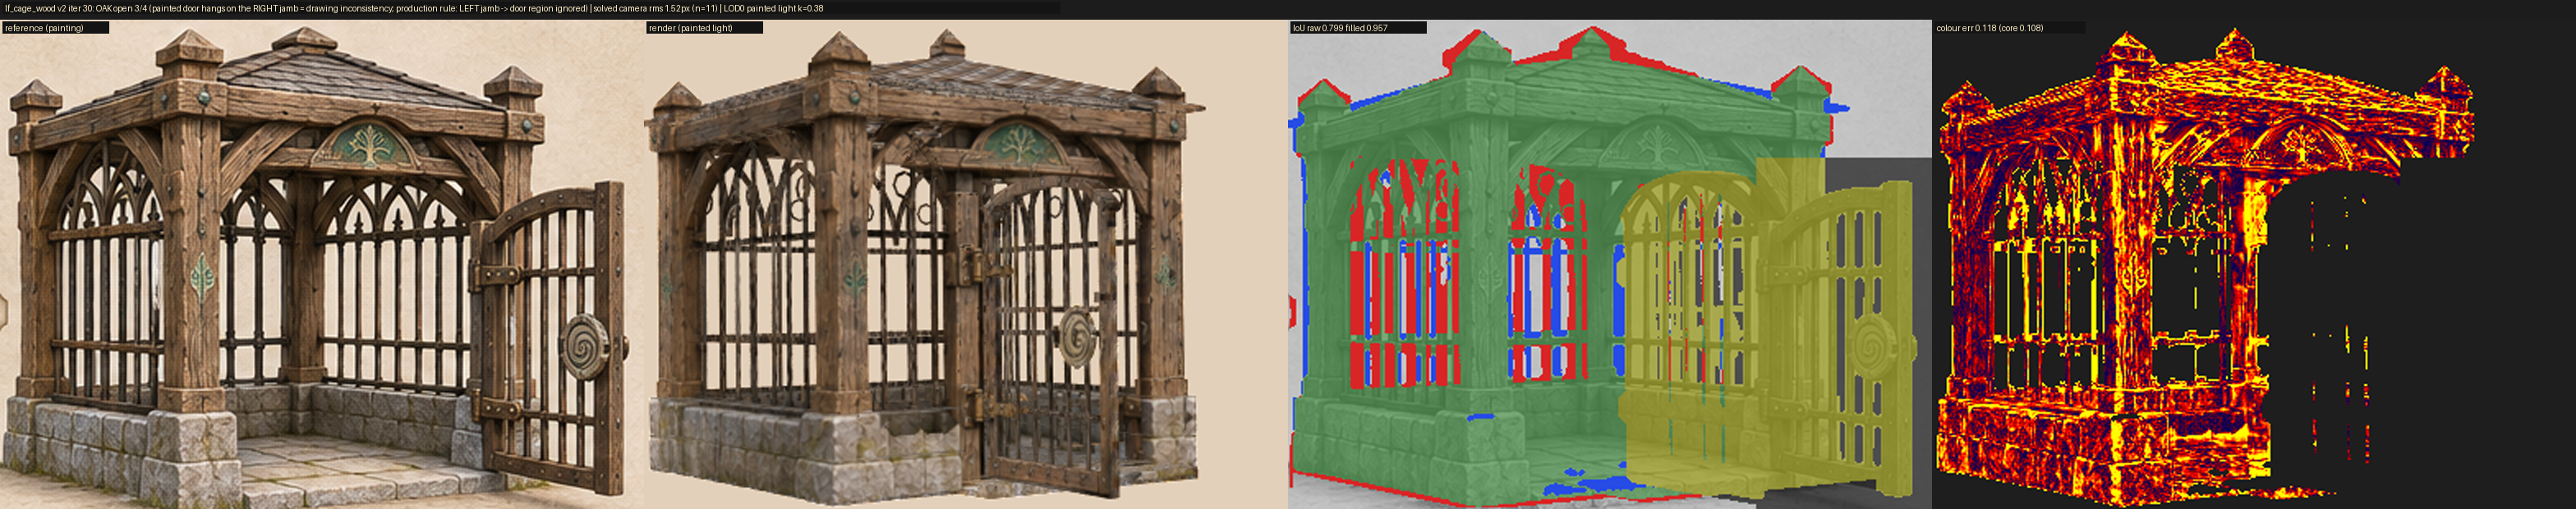 lf_cage_wood v2 iter 30: OAK open 3/4 (painted door hangs on the RIGHT jamb = drawing inconsistency; production rule: LEFT jamb -> door region ignored) | solved camera rms 1.52px (n=11) | LOD0 painted light k=0.38
reference (painting)
render (painted light)
IoU raw 0.799 filled 0.957
colour err 0.118 (core 0.108)